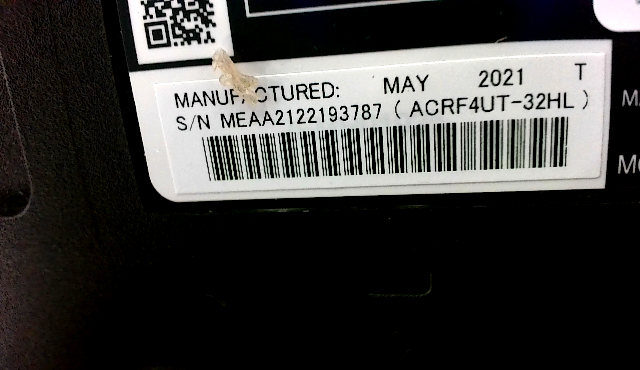 MANUFACTURED: MAY 2021 T
S/N MEAA2122193787 ( ACRF4UT-32HL )